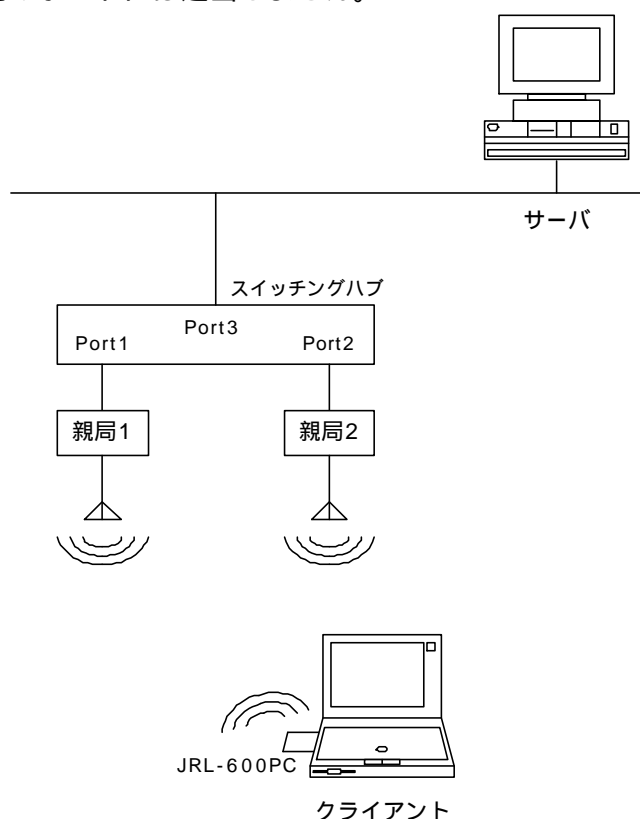 サーバ
スイッチングハブ
Port3
Port1 Port2
親局1 親局2
JRL-600PC
クライアント